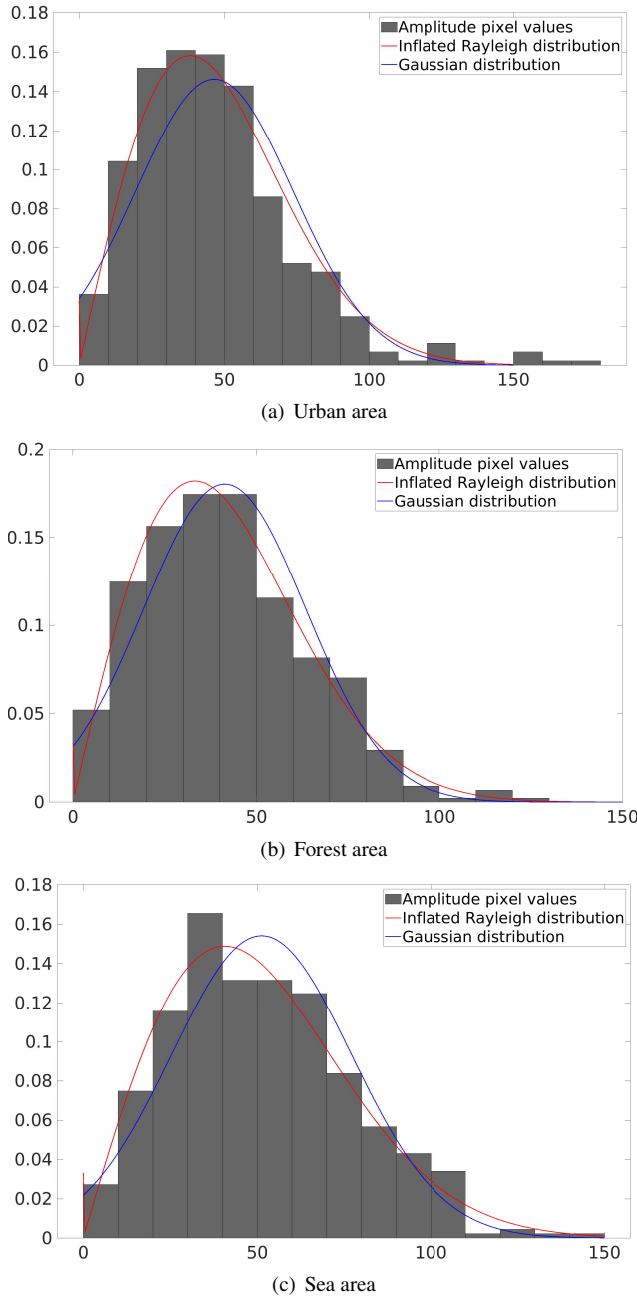 0.18
0.16
0.14
0.12
0.1
0.08
0.06
0.04
0.02
0
Amplitude pixel values
Inflated Rayleigh distribution
Gaussian distribution
0 50 100 150
(a) Urban area
0.2
0.15
0.1
0.05
0
Amplitude pixel values
Inflated Rayleigh distribution
Gaussian distribution
0 50 100 150
(b) Forest area
0.18
0.16
0.14
0.12
0.1
0.08
0.06
0.04
0.02
0
Amplitude pixel values
Inflated Rayleigh distribution
Gaussian distribution
0 50 100 150
(c) Sea area